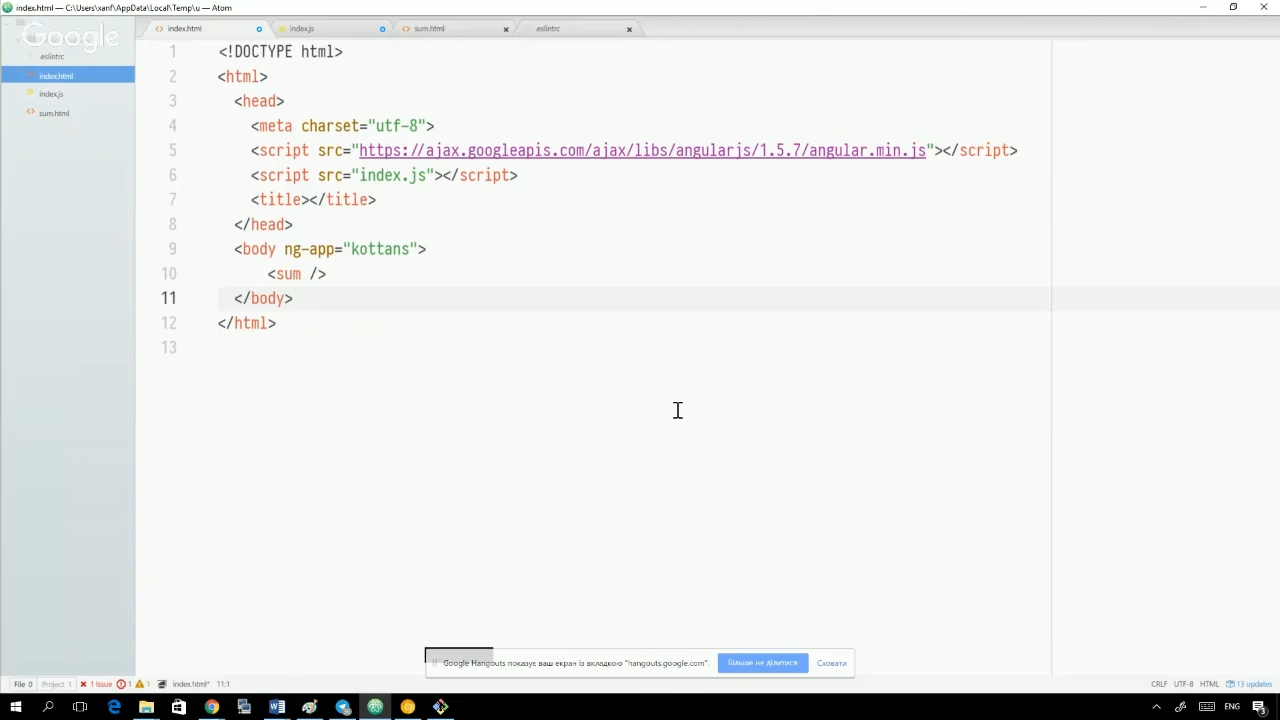 index.html — C:\Users\xanf\AppData\Local\Temp\u — Atom
Google
index.html
index.js
sum.html
.eslintrc
.eslintrc
index.html
index.js
sum.html
1 <!DOCTYPE html>
2 <html>
3 <head>
4 <meta charset="utf-8">
5 <script src="https://ajax.googleapis.com/ajax/libs/angularjs/1.5.7/angular.min.js"></script>
6 <script src="index.js"></script>
7 <title></title>
8 </head>
9 <body ng-app="kottans">
10 <sum />
11 </body>
12 </html>
13
Google Hangouts показує ваш екран із вкладкою "hangouts.google.com".
Більше не ділитися
Сховати
File 0 Project 1 1 Issue 1 1 index.html* 11:1
CRLF UTF-8 HTML 13 updates
ENG